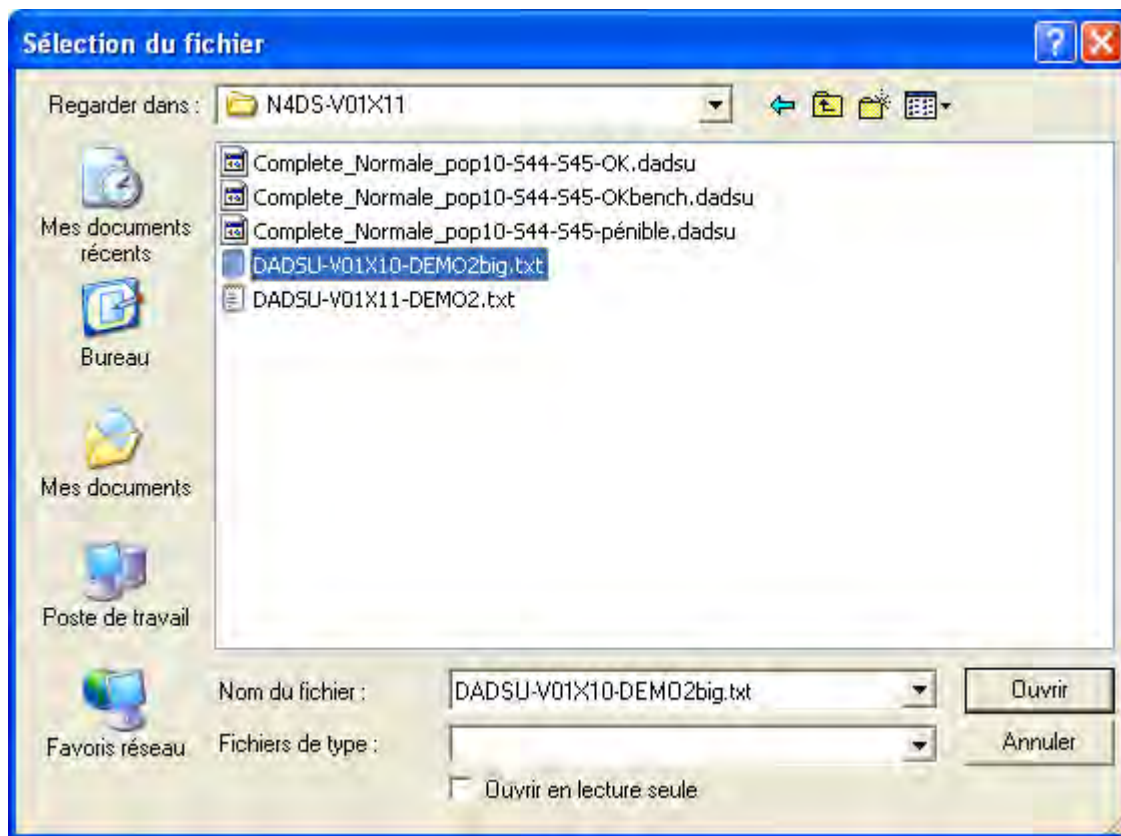 Sélection du fichier
Regarder dans :
N4DS-V01X11
Mes documents
récents
Bureau
Mes documents
Poste de travail
Favoris réseau
Complete_Normale_pop10-S44-S45-OK.dadsu
Complete_Normale_pop10-S44-S45-OKbench.dadsu
Complete_Normale_pop10-S44-S45-pénible.dadsu
DADSU-V01X10-DEMO2big.txt
DADSU-V01X11-DEMO2.txt
Nom du fichier :
DADSU-V01X10-DEMO2big.txt
Ouvrir
Fichiers de type :
Annuler
Ouvrir en lecture seule